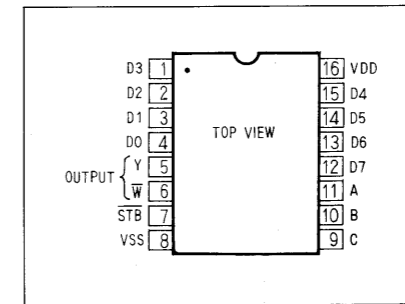 D3 1
D2 2
D1 3
D0 4
OUTPUT Y 5
W̅ 6
S̅T̅B̅ 7
VSS 8
TOP VIEW
16 VDD
15 D4
14 D5
13 D6
12 D7
11 A
10 B
9 C